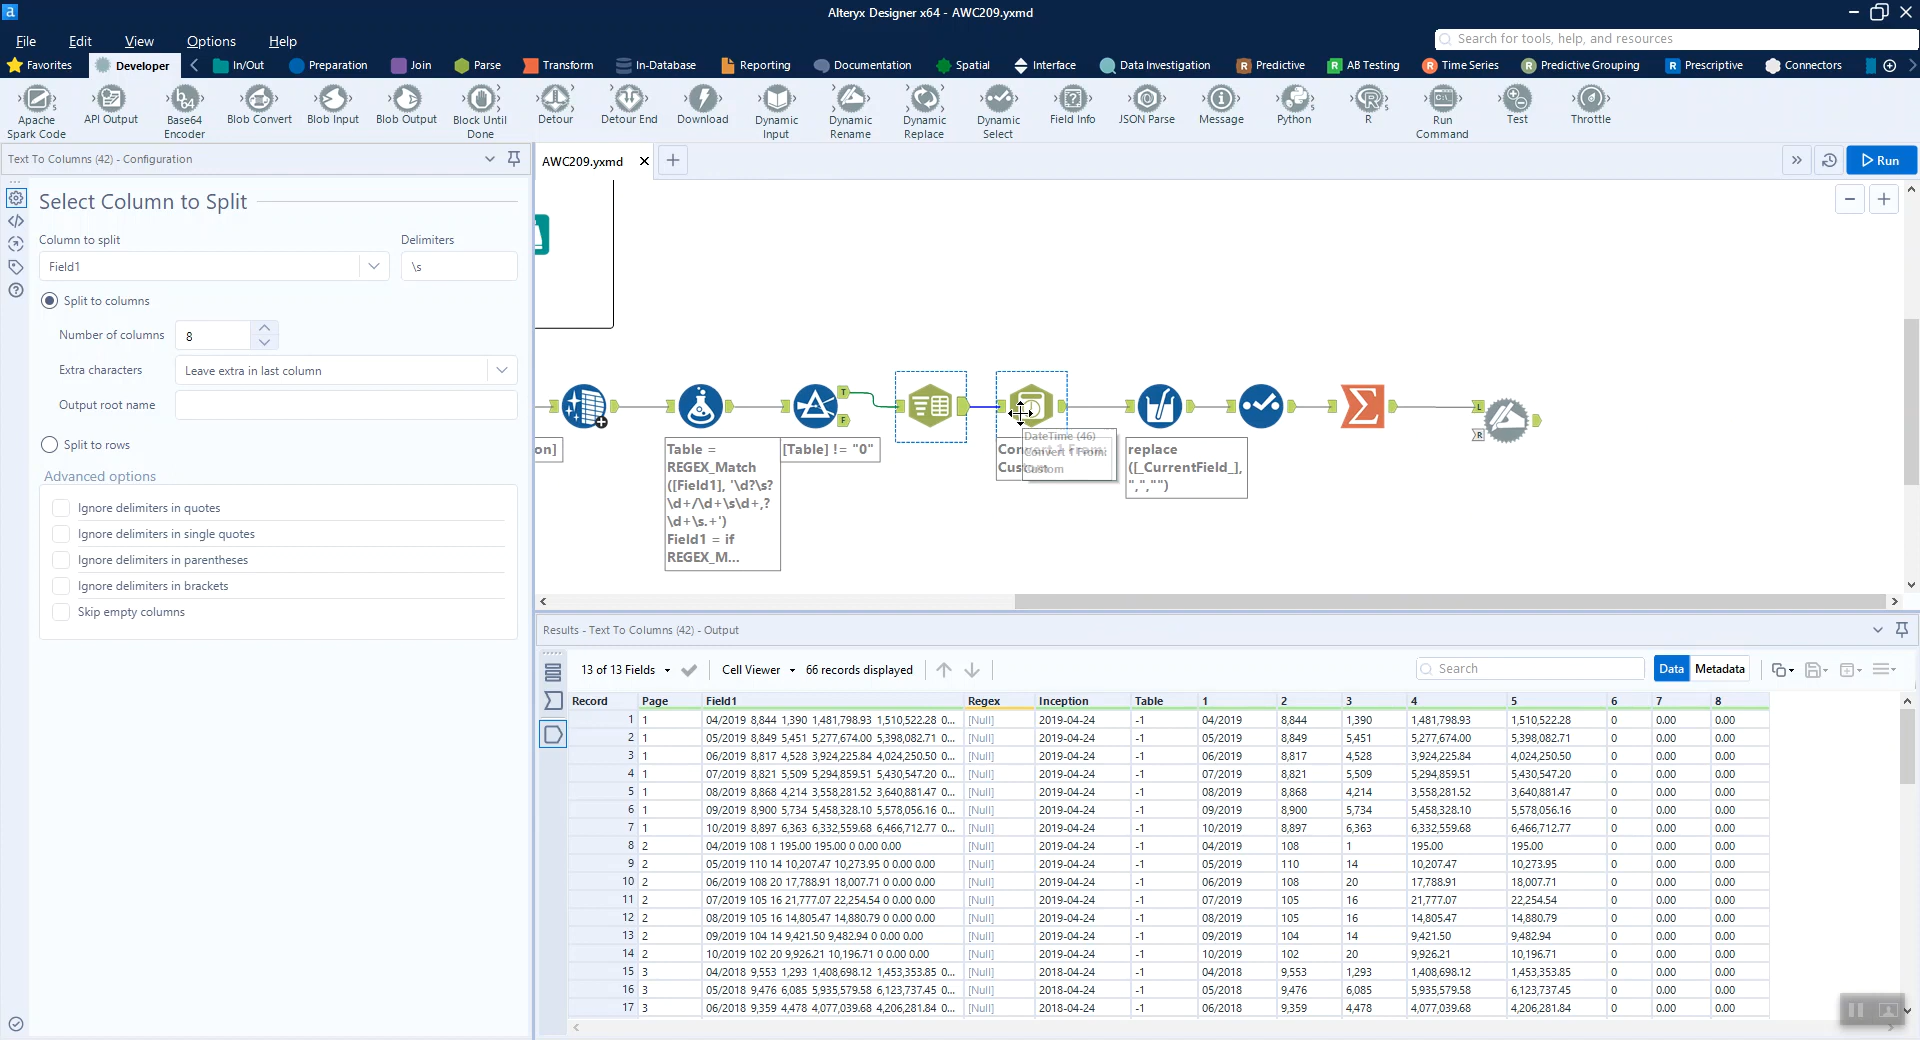 Alteryx Designer x64 - AWC209.yxmd
File Edit View Options Help
Search for tools, help, and resources
Favorites Developer In/Out Preparation Join Parse Transform In-Database Reporting Documentation Spatial Interface Data Investigation Predictive AB Testing Time Series Predictive Grouping Prescriptive Connectors
Apache Spark Code
API Output
Base64 Encoder
Blob Convert
Blob Input
Blob Output
Block Until Done
Detour
Detour End
Download
Dynamic Input
Dynamic Rename
Dynamic Replace
Dynamic Select
Field Info
JSON Parse
Message
Python
R
Run Command
Test
Throttle
Text To Columns (42) - Configuration
AWC209.yxmd
Run
Select Column to Split
Column to split Delimiters
Field1 \s
Split to columns
Number of columns 8
Extra characters Leave extra in last column
Output root name
Split to rows
Advanced options
Ignore delimiters in quotes
Ignore delimiters in single quotes
Ignore delimiters in parentheses
Ignore delimiters in brackets
Skip empty columns
on]
Table =
REGEX_Match
([Field1], '\d?\s?
\d+/\d+\s\d+,?
\d+\s.+')
Field1 = if
REGEX_M...
T
F
[Table] != "0"
DateTime (46)
Convert 1 From:
Custom
replace
([_CurrentField_],
",","")
L
R
Results - Text To Columns (42) - Output
13 of 13 Fields Cell Viewer 66 records displayed Search Data Metadata
Record Page Field1 Regex Inception Table 1 2 3 4 5 6 7 8
1 1 04/2019 8,844 1,390 1,481,798.93 1,510,522.28 0... [Null] 2019-04-24 -1 04/2019 8,844 1,390 1,481,798.93 1,510,522.28 0 0.00 0.00
2 1 05/2019 8,849 5,451 5,277,674.00 5,398,082.71 0... [Null] 2019-04-24 -1 05/2019 8,849 5,451 5,277,674.00 5,398,082.71 0 0.00 0.00
3 1 06/2019 8,817 4,528 3,924,225.84 4,024,250.50 0... [Null] 2019-04-24 -1 06/2019 8,817 4,528 3,924,225.84 4,024,250.50 0 0.00 0.00
4 1 07/2019 8,821 5,509 5,294,859.51 5,430,547.20 0... [Null] 2019-04-24 -1 07/2019 8,821 5,509 5,294,859.51 5,430,547.20 0 0.00 0.00
5 1 08/2019 8,868 4,214 3,558,281.52 3,640,881.47 0... [Null] 2019-04-24 -1 08/2019 8,868 4,214 3,558,281.52 3,640,881.47 0 0.00 0.00
6 1 09/2019 8,900 5,734 5,458,328.10 5,578,056.16 0... [Null] 2019-04-24 -1 09/2019 8,900 5,734 5,458,328.10 5,578,056.16 0 0.00 0.00
7 1 10/2019 8,897 6,363 6,332,559.68 6,466,712.77 0... [Null] 2019-04-24 -1 10/2019 8,897 6,363 6,332,559.68 6,466,712.77 0 0.00 0.00
8 2 04/2019 108 1 195.00 195.00 0 0.00 0.00 [Null] 2019-04-24 -1 04/2019 108 1 195.00 195.00 0 0.00 0.00
9 2 05/2019 110 14 10,207.47 10,273.95 0 0.00 0.00 [Null] 2019-04-24 -1 05/2019 110 14 10,207.47 10,273.95 0 0.00 0.00
10 2 06/2019 108 20 17,788.91 18,007.71 0 0.00 0.00 [Null] 2019-04-24 -1 06/2019 108 20 17,788.91 18,007.71 0 0.00 0.00
11 2 07/2019 105 16 21,777.07 22,254.54 0 0.00 0.00 [Null] 2019-04-24 -1 07/2019 105 16 21,777.07 22,254.54 0 0.00 0.00
12 2 08/2019 105 16 14,805.47 14,880.79 0 0.00 0.00 [Null] 2019-04-24 -1 08/2019 105 16 14,805.47 14,880.79 0 0.00 0.00
13 2 09/2019 104 14 9,421.50 9,482.94 0 0.00 0.00 [Null] 2019-04-24 -1 09/2019 104 14 9,421.50 9,482.94 0 0.00 0.00
14 2 10/2019 102 20 9,926.21 10,196.71 0 0.00 0.00 [Null] 2019-04-24 -1 10/2019 102 20 9,926.21 10,196.71 0 0.00 0.00
15 3 04/2018 9,553 1,293 1,408,698.12 1,453,353.85 0... [Null] 2018-04-24 -1 04/2018 9,553 1,293 1,408,698.12 1,453,353.85 0 0.00 0.00
16 3 05/2018 9,476 6,085 5,935,579.58 6,123,737.45 0... [Null] 2018-04-24 -1 05/2018 9,476 6,085 5,935,579.58 6,123,737.45 0 0.00 0.00
17 3 06/2018 9,359 4,478 4,077,039.68 4,206,281.84 0... [Null] 2018-04-24 -1 06/2018 9,359 4,478 4,077,039.68 4,206,281.84 0 0.00 0.00